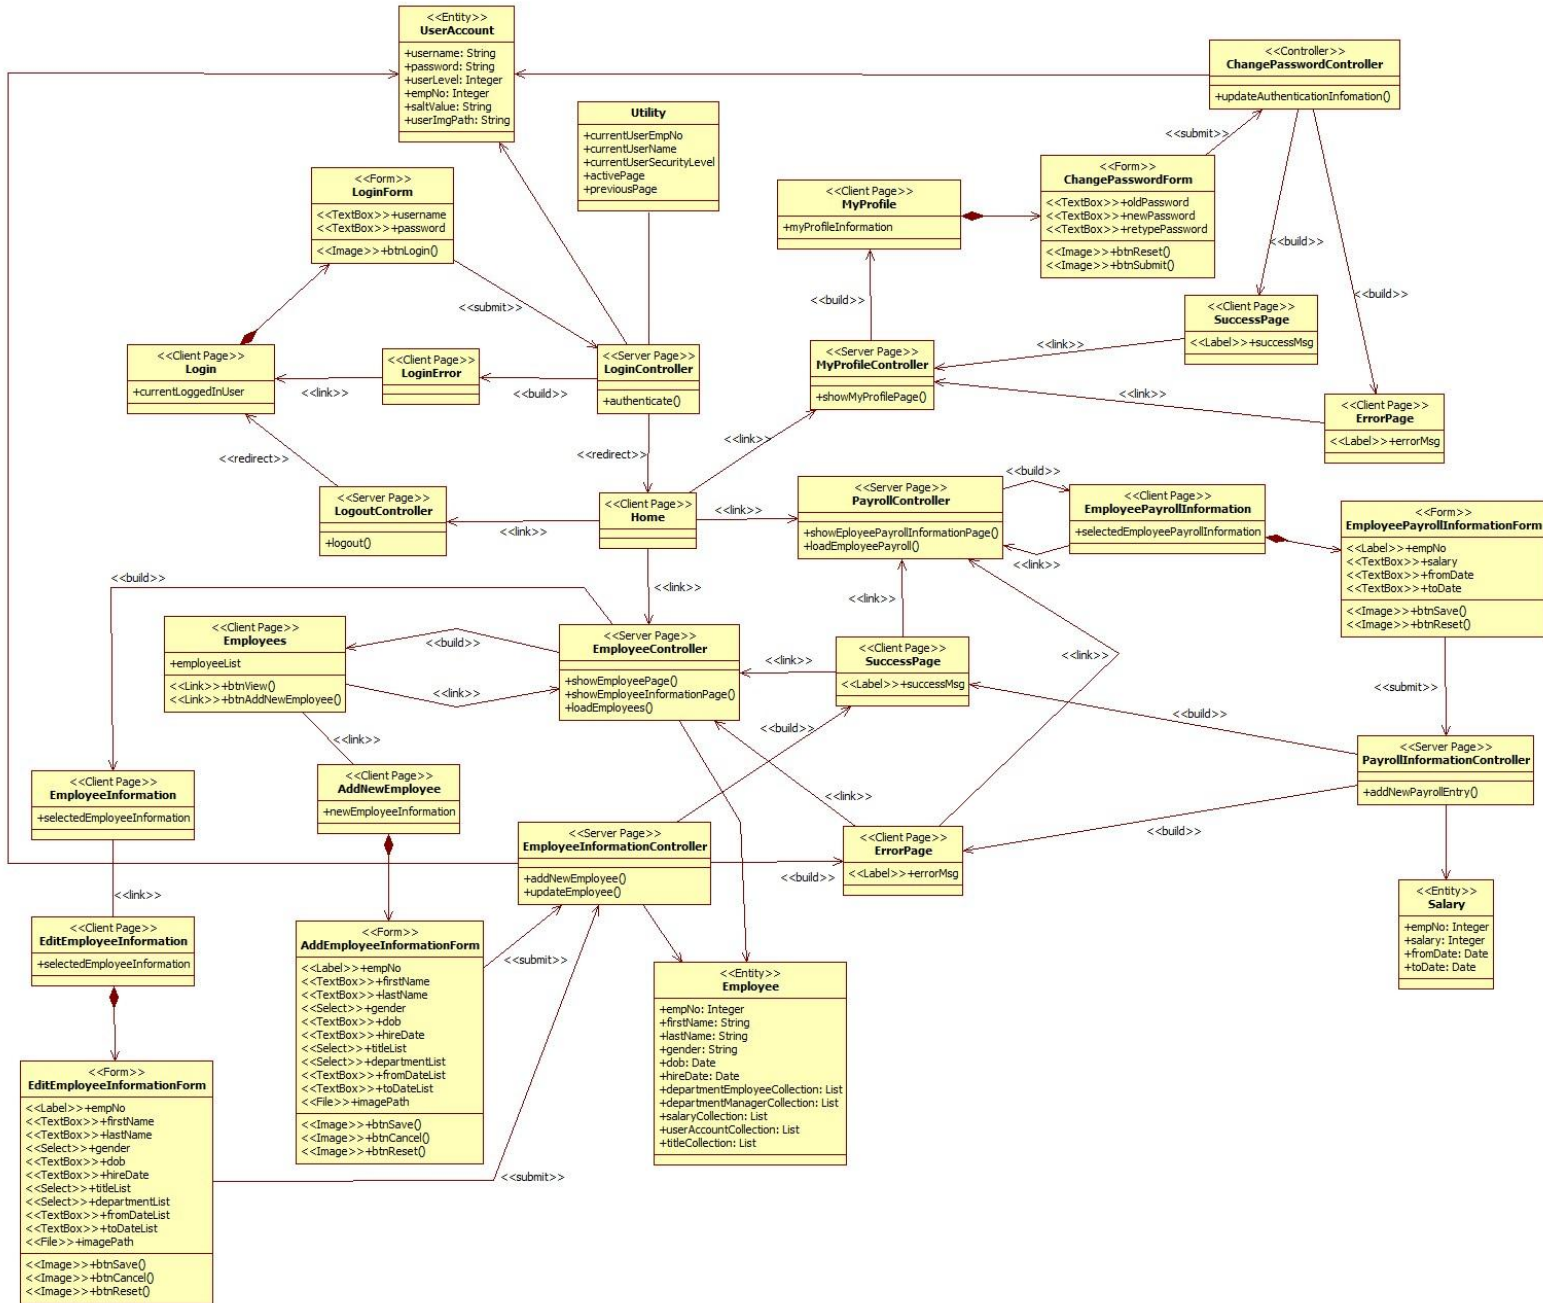 <<Entity>>
UserAccount
+username: String
+password: String
+userLevel: Integer
+empNo: Integer
+saltValue: String
+userImgPath: String
<<Controller>>
ChangePasswordController
+updateAuthenticationInfomation()
Utility
+currentUserEmpNo
+currentUserName
+currentUserSecurityLevel
+activePage
+previousPage
<<submit>>
<<Form>>
LoginForm
<<TextBox>>+username
<<TextBox>>+password
<<Image>>+btnLogin()
<<Client Page>>
MyProfile
+myProfileInformation
<<Form>>
ChangePasswordForm
<<TextBox>>+oldPassword
<<TextBox>>+newPassword
<<TextBox>>+retypePassword
<<Image>>+btnReset()
<<Image>>+btnSubmit()
<<build>>
<<build>>
<<build>>
<<submit>>
<<Client Page>>
SuccessPage
<<Label>>+successMsg
<<Client Page>>
Login
+currentLoggedInUser
<<link>>
<<Client Page>>
LoginError
<<build>>
<<Server Page>>
LoginController
+authenticate()
<<Server Page>>
MyProfileController
+showMyProfilePage()
<<link>>
<<link>>
<<Client Page>>
ErrorPage
<<Label>>+errorMsg
<<redirect>>
<<redirect>>
<<link>>
<<Server Page>>
LogoutController
+logout()
<<link>>
<<Client Page>>
Home
<<link>>
<<Server Page>>
PayrollController
+showEployeePayrollInformationPage()
+loadEmployeePayroll()
<<build>>
<<link>>
<<Client Page>>
EmployeePayrollInformation
+selectedEmployeePayrollInformation
<<Form>>
EmployeePayrollInformationForm
<<Label>>+empNo
<<TextBox>>+salary
<<TextBox>>+fromDate
<<TextBox>>+toDate
<<Image>>+btnSave()
<<Image>>+btnReset()
<<build>>
<<link>>
<<link>>
<<Client Page>>
Employees
+employeeList
<<Link>>+btnView()
<<Link>>+btnAddNewEmployee()
<<build>>
<<link>>
<<Server Page>>
EmployeeController
+showEmployeePage()
+showEmployeeInformationPage()
+loadEmployees()
<<link>>
<<Client Page>>
SuccessPage
<<Label>>+successMsg
<<link>>
<<submit>>
<<build>>
<<build>>
<<link>>
<<Server Page>>
PayrollInformationController
+addNewPayrollEntry()
<<Client Page>>
EmployeeInformation
+selectedEmployeeInformation
<<Client Page>>
AddNewEmployee
+newEmployeeInformation
<<link>>
<<Server Page>>
EmployeeInformationController
+addNewEmployee()
+updateEmployee()
<<build>>
<<Client Page>>
ErrorPage
<<Label>>+errorMsg
<<build>>
<<link>>
<<Entity>>
Salary
+empNo: Integer
+salary: Integer
+fromDate: Date
+toDate: Date
<<Client Page>>
EditEmployeeInformation
+selectedEmployeeInformation
<<Form>>
AddEmployeeInformationForm
<<Label>>+empNo
<<TextBox>>+firstName
<<TextBox>>+lastName
<<Select>>+gender
<<TextBox>>+dob
<<TextBox>>+hireDate
<<Select>>+titleList
<<Select>>+departmentList
<<TextBox>>+fromDateList
<<TextBox>>+toDateList
<<File>>+imagePath
<<Image>>+btnSave()
<<Image>>+btnCancel()
<<Image>>+btnReset()
<<submit>>
<<Entity>>
Employee
+empNo: Integer
+firstName: String
+lastName: String
+gender: String
+dob: Date
+hireDate: Date
+departmentEmployeeCollection: List
+departmentManagerCollection: List
+salaryCollection: List
+userAccountCollection: List
+titleCollection: List
<<Form>>
EditEmployeeInformationForm
<<Label>>+empNo
<<TextBox>>+firstName
<<TextBox>>+lastName
<<Select>>+gender
<<TextBox>>+dob
<<TextBox>>+hireDate
<<Select>>+titleList
<<Select>>+departmentList
<<TextBox>>+fromDateList
<<TextBox>>+toDateList
<<File>>+imagePath
<<Image>>+btnSave()
<<Image>>+btnCancel()
<<Image>>+btnReset()
<<submit>>